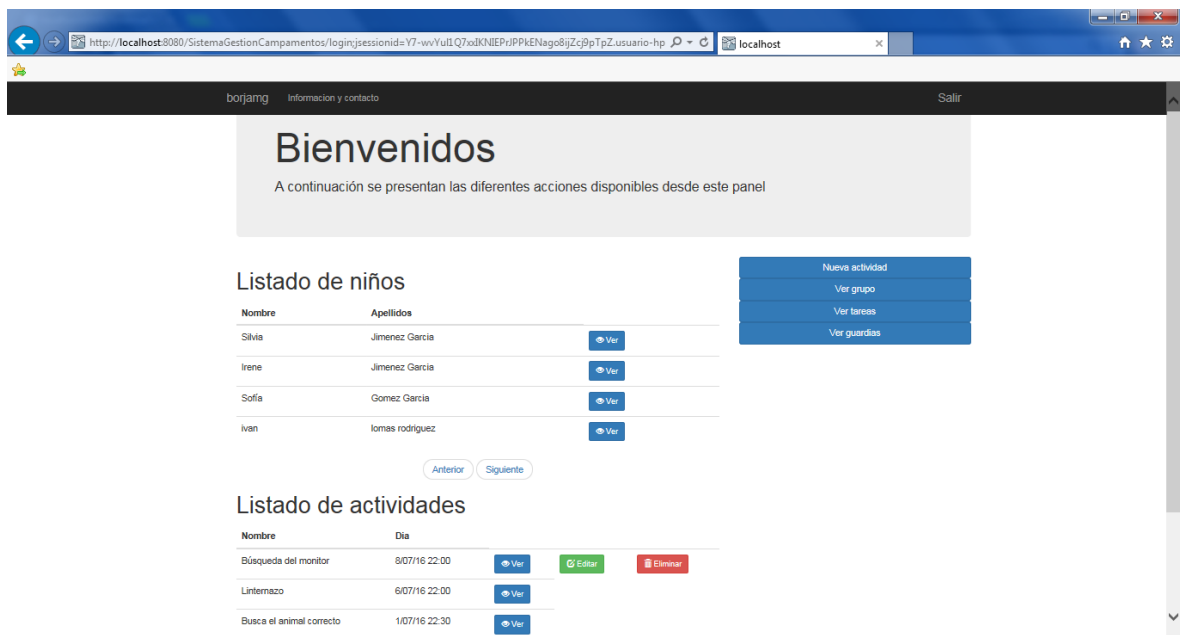 http://localhost:8080/SistemaGestionCampamentos/login;jsessionid=Y7-wvYul1Q7xxIKNIEPrJPPkENago8ijZcj9pTpZ.usuario-hp
localhost
borjamg Informacion y contacto Salir
Bienvenidos
A continuación se presentan las diferentes acciones disponibles desde este panel
Listado de niños
Nombre Apellidos
Silvia Jimenez Garcia Ver
Irene Jimenez Garcia Ver
Sofía Gomez Garcia Ver
ivan lomas rodriguez Ver
Anterior Siguiente
Nueva actividad
Ver grupo
Ver tareas
Ver guardias
Listado de actividades
Nombre Dia
Búsqueda del monitor 8/07/16 22:00 Ver Editar Eliminar
Linternazo 6/07/16 22:00 Ver
Busca el animal correcto 1/07/16 22:30 Ver